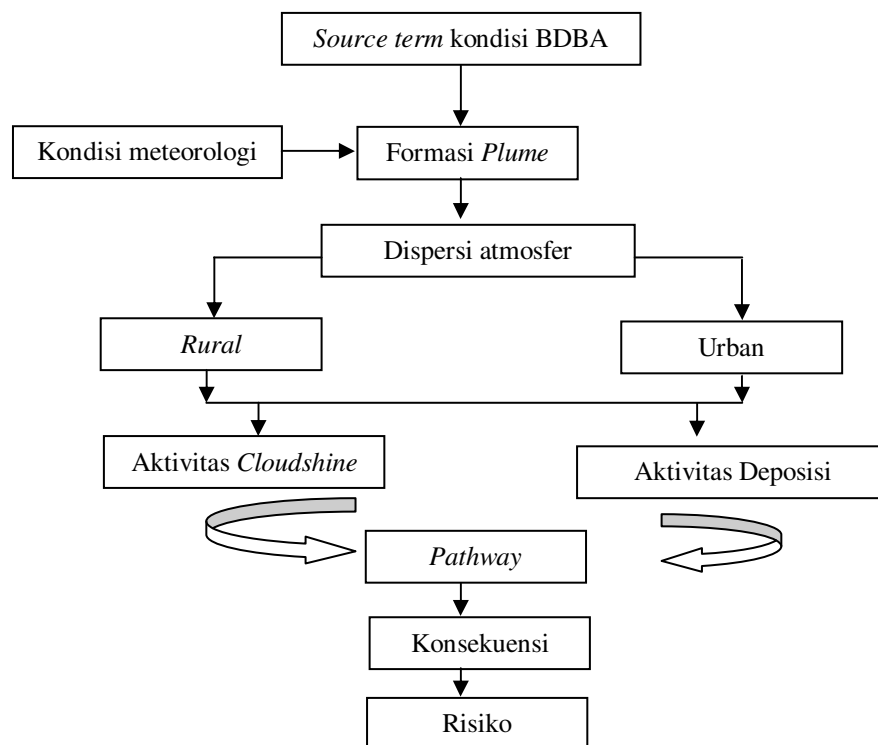 Source term kondisi BDBA
Kondisi meteorologi
Formasi Plume
Dispersi atmosfer
Rural
Urban
Aktivitas Cloudshine
Aktivitas Deposisi
Pathway
Konsekuensi
Risiko